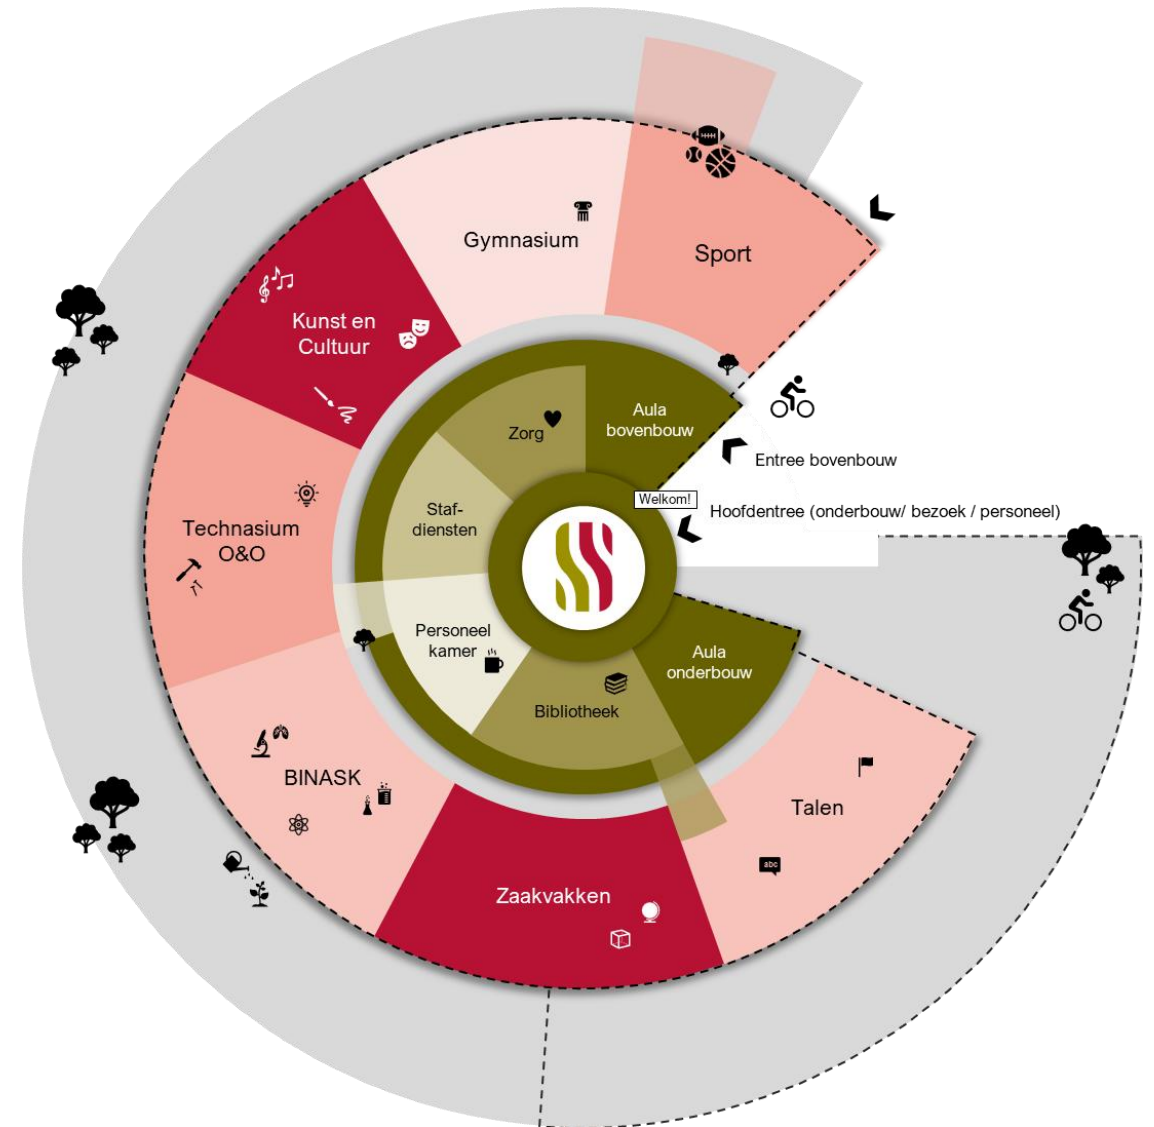 Gymnasium
Sport
Kunst en
Cultuur
Aula
bovenbouw
Zorg
Entree bovenbouw
Welkom!
Hoofdentree (onderbouw/ bezoek / personeel)
Staf-
diensten
Technasium
O&O
Personeel
kamer
Aula
onderbouw
Bibliotheek
BINASK
Talen
abc
Zaakvakken